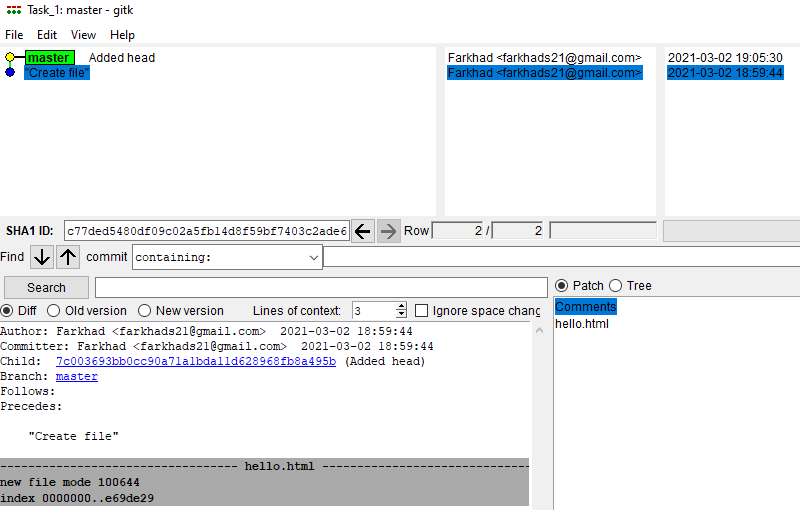 Task_1: master - gitk
File Edit View Help
master Added head Farkhad <farkhads21@gmail.com> 2021-03-02 19:05:30
"Create file" Farkhad <farkhads21@gmail.com> 2021-03-02 18:59:44
SHA1 ID: c77ded5480df09c02a5fb14d8f59bf7403c2ade6 Row 2 / 2
Find commit containing:
Search
Patch Tree
Diff Old version New version Lines of context: 3 Ignore space chang
Comments
hello.html
Author: Farkhad <farkhads21@gmail.com> 2021-03-02 18:59:44
Committer: Farkhad <farkhads21@gmail.com> 2021-03-02 18:59:44
Child: 7c003693bb0cc90a71a1bda11d628968fb8a495b (Added head)
Branch: master
Follows:
Precedes:
"Create file"
---------------------------------- hello.html ------------------------------
new file mode 100644
index 0000000..e69de29